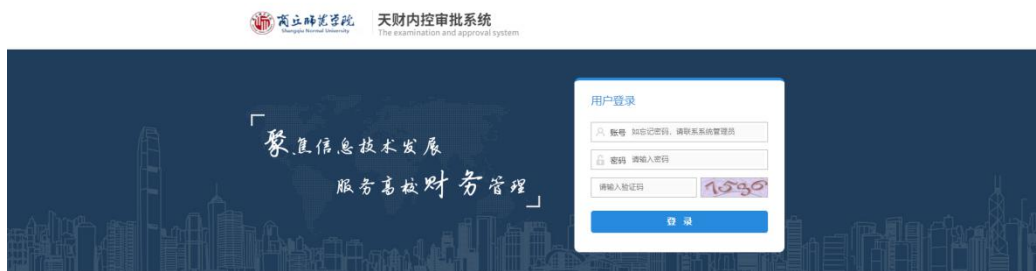 商丘师范学院
Shangqiu Normal University
天财内控审批系统
The examination and approval system
用户登录
账号 如忘记密码，请联系系统管理员
密码 请输入密码
请输入验证码
「聚焦信息技术发展
服务高校财务管理」
登 录